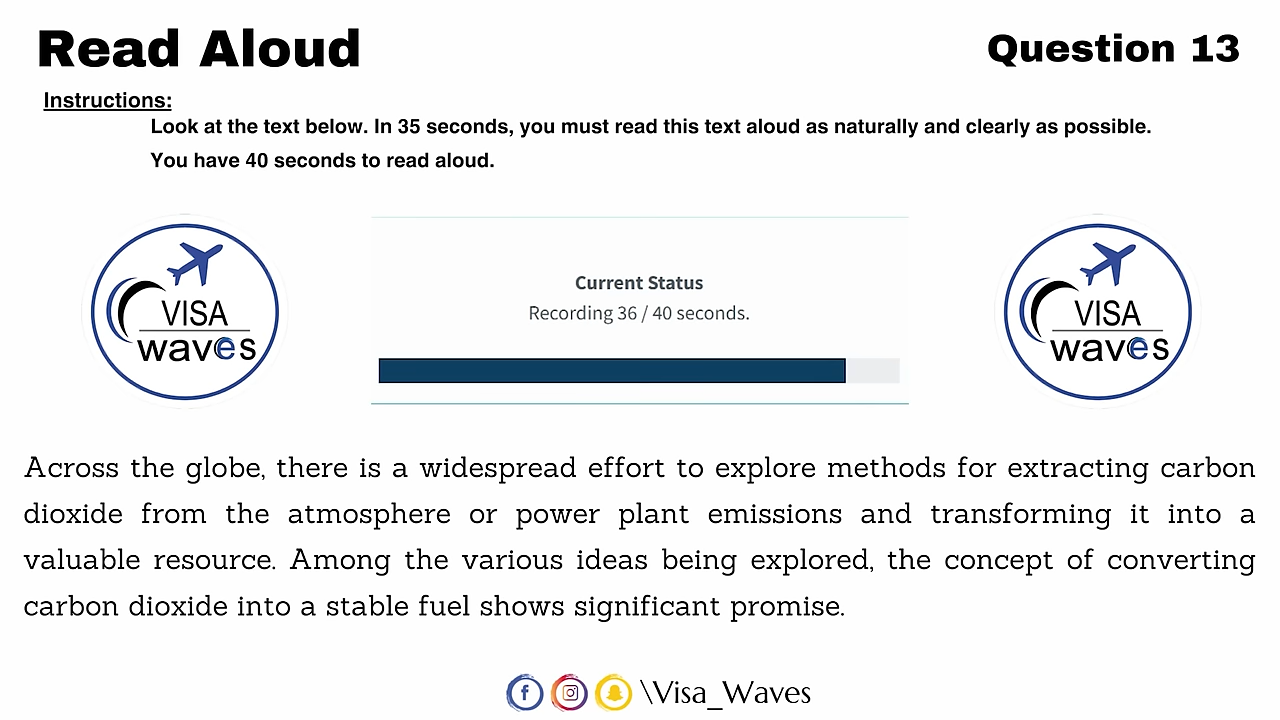 Read Aloud
Question 13
Instructions:
Look at the text below. In 35 seconds, you must read this text aloud as naturally and clearly as possible.
You have 40 seconds to read aloud.
VISA
waves
Current Status
Recording 36 / 40 seconds.
VISA
waves
Across the globe, there is a widespread effort to explore methods for extracting carbon
dioxide from the atmosphere or power plant emissions and transforming it into a
valuable resource. Among the various ideas being explored, the concept of converting
carbon dioxide into a stable fuel shows significant promise.
\Visa_Waves